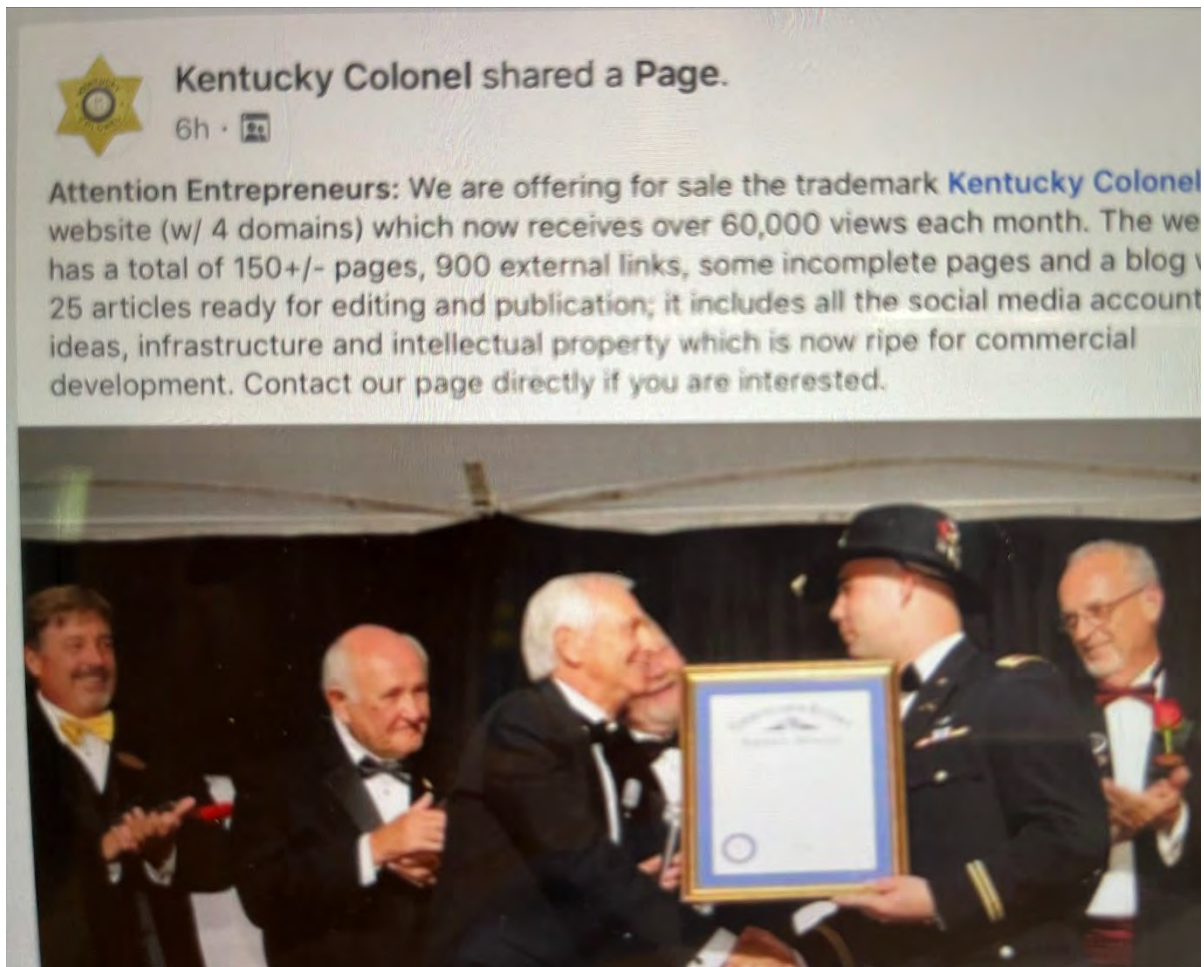 Kentucky Colonel shared a Page.
6h ·
Attention Entrepreneurs: We are offering for sale the trademark Kentucky Colonel
website (w/ 4 domains) which now receives over 60,000 views each month. The we
has a total of 150+/- pages, 900 external links, some incomplete pages and a blog
25 articles ready for editing and publication; it includes all the social media account
ideas, infrastructure and intellectual property which is now ripe for commercial
development. Contact our page directly if you are interested.